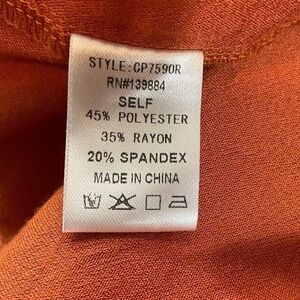 STYLE:CP7590R
RN#139884
SELF
45% POLYESTER
35% RAYON
20% SPANDEX
MADE IN CHINA